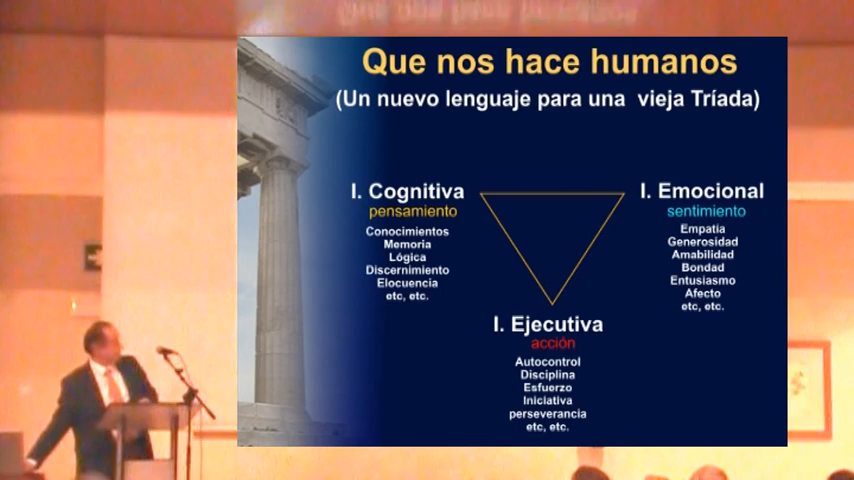 Que nos hace humanos
(Un nuevo lenguaje para una vieja Tríada)
I. Cognitiva
pensamiento
Conocimientos
Memoria
Lógica
Discernimiento
Elocuencia
etc, etc.
I. Emocional
sentimiento
Empatía
Generosidad
Amabilidad
Bondad
Entusiasmo
Afecto
etc, etc.
I. Ejecutiva
acción
Autocontrol
Disciplina
Esfuerzo
Iniciativa
perseverancia
etc, etc.